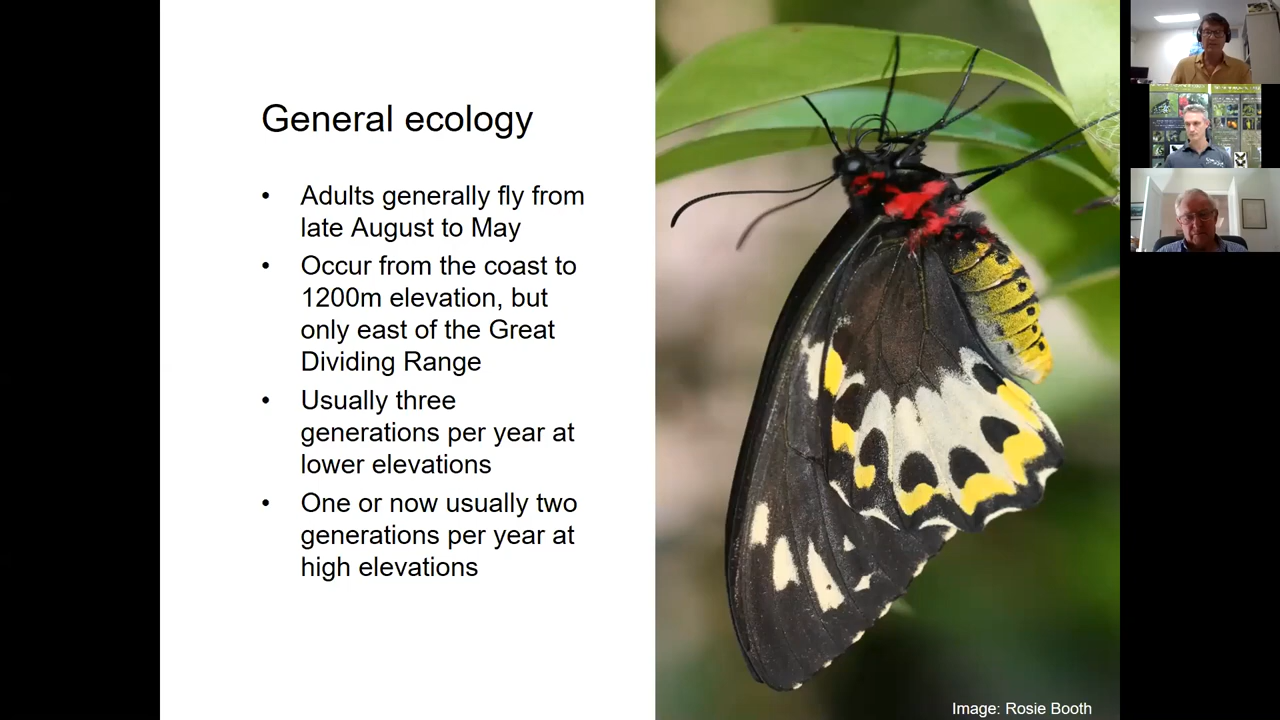 General ecology
• Adults generally fly from
late August to May
• Occur from the coast to
1200m elevation, but
only east of the Great
Dividing Range
• Usually three
generations per year at
lower elevations
• One or now usually two
generations per year at
high elevations
Image: Rosie Booth